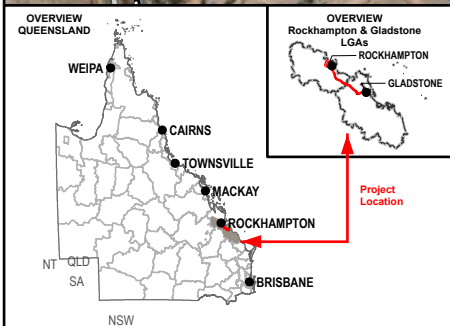 OVERVIEW
QUEENSLAND
WEIPA
CAIRNS
TOWNSVILLE
MACKAY
ROCKHAMPTON
BRISBANE
NT
QLD
SA
NSW
OVERVIEW
Rockhampton & Gladstone
LGAs
ROCKHAMPTON
GLADSTONE
Project
Location